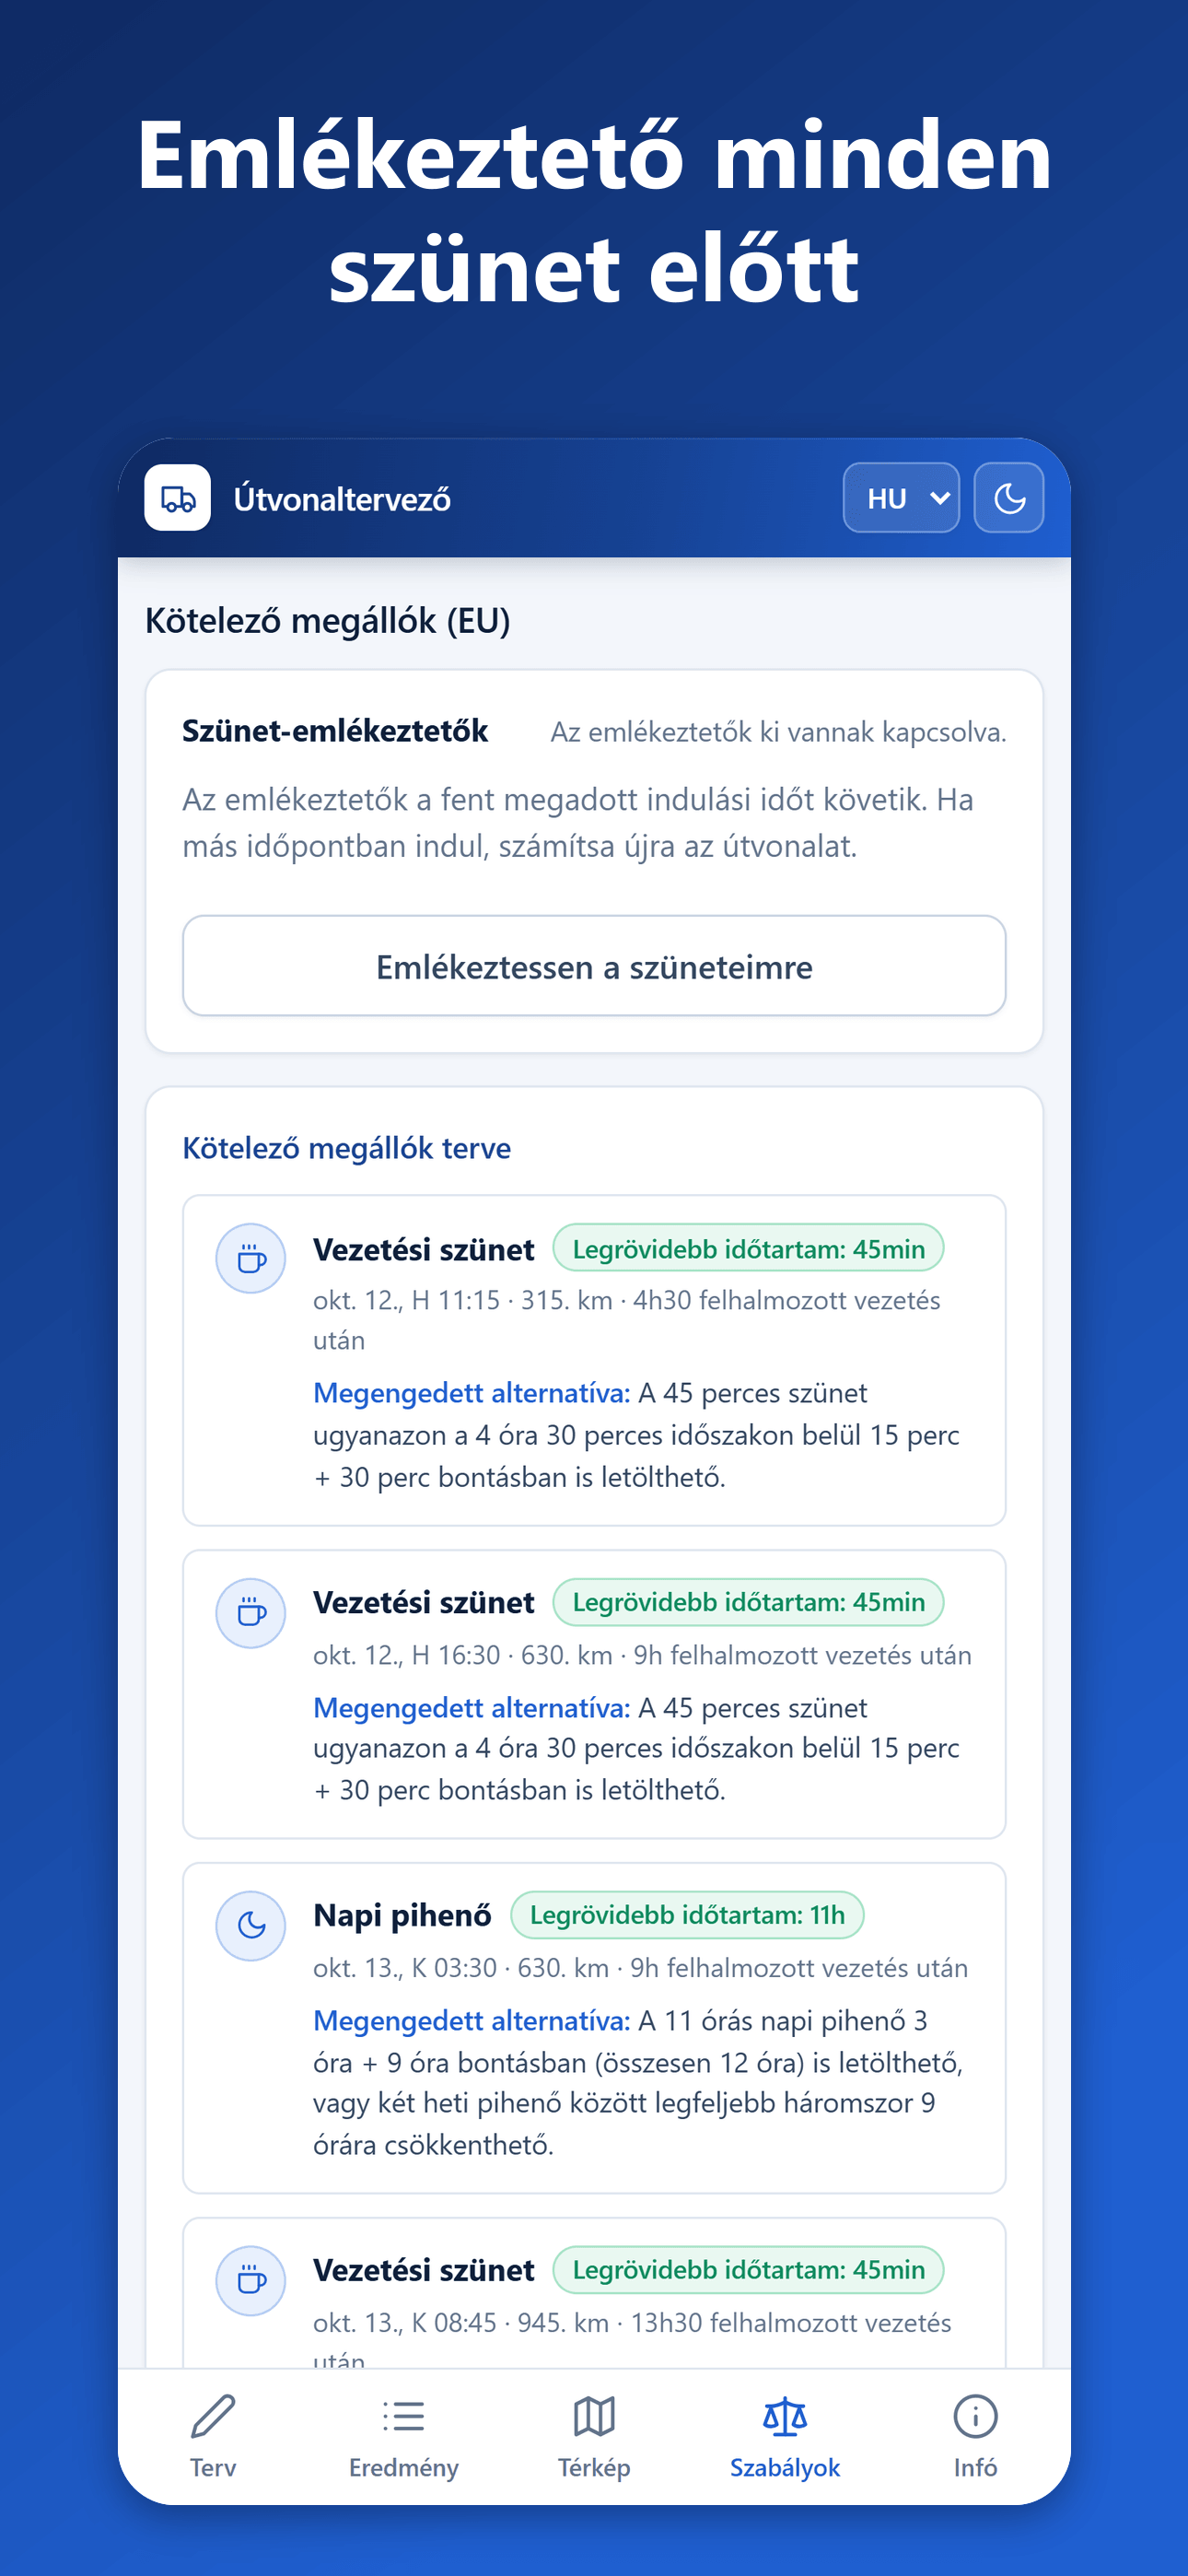 Emlékeztető minden
szünet előtt
Útvonaltervező
HU
Kötelező megállók (EU)
Szünet-emlékeztetők
Az emlékeztetők ki vannak kapcsolva.
Az emlékeztetők a fent megadott indulási időt követik. Ha
más időpontban indul, számítsa újra az útvonalat.
Emlékeztessen a szüneteimre
Kötelező megállók terve
Vezetési szünet
Legrövidebb időtartam: 45min
okt. 12., H 11:15 · 315. km · 4h30 felhalmozott vezetés
után
Megengedett alternatíva: A 45 perces szünet
ugyanazon a 4 óra 30 perces időszakon belül 15 perc
+ 30 perc bontásban is letölthető.
Vezetési szünet
Legrövidebb időtartam: 45min
okt. 12., H 16:30 · 630. km · 9h felhalmozott vezetés után
Megengedett alternatíva: A 45 perces szünet
ugyanazon a 4 óra 30 perces időszakon belül 15 perc
+ 30 perc bontásban is letölthető.
Napi pihenő
Legrövidebb időtartam: 11h
okt. 13., K 03:30 · 630. km · 9h felhalmozott vezetés után
Megengedett alternatíva: A 11 órás napi pihenő 3
óra + 9 óra bontásban (összesen 12 óra) is letölthető,
vagy két heti pihenő között legfeljebb háromszor 9
órára csökkenthető.
Vezetési szünet
Legrövidebb időtartam: 45min
okt. 13., K 08:45 · 945. km · 13h30 felhalmozott vezetés
után
Terv
Eredmény
Térkép
Szabályok
Infó